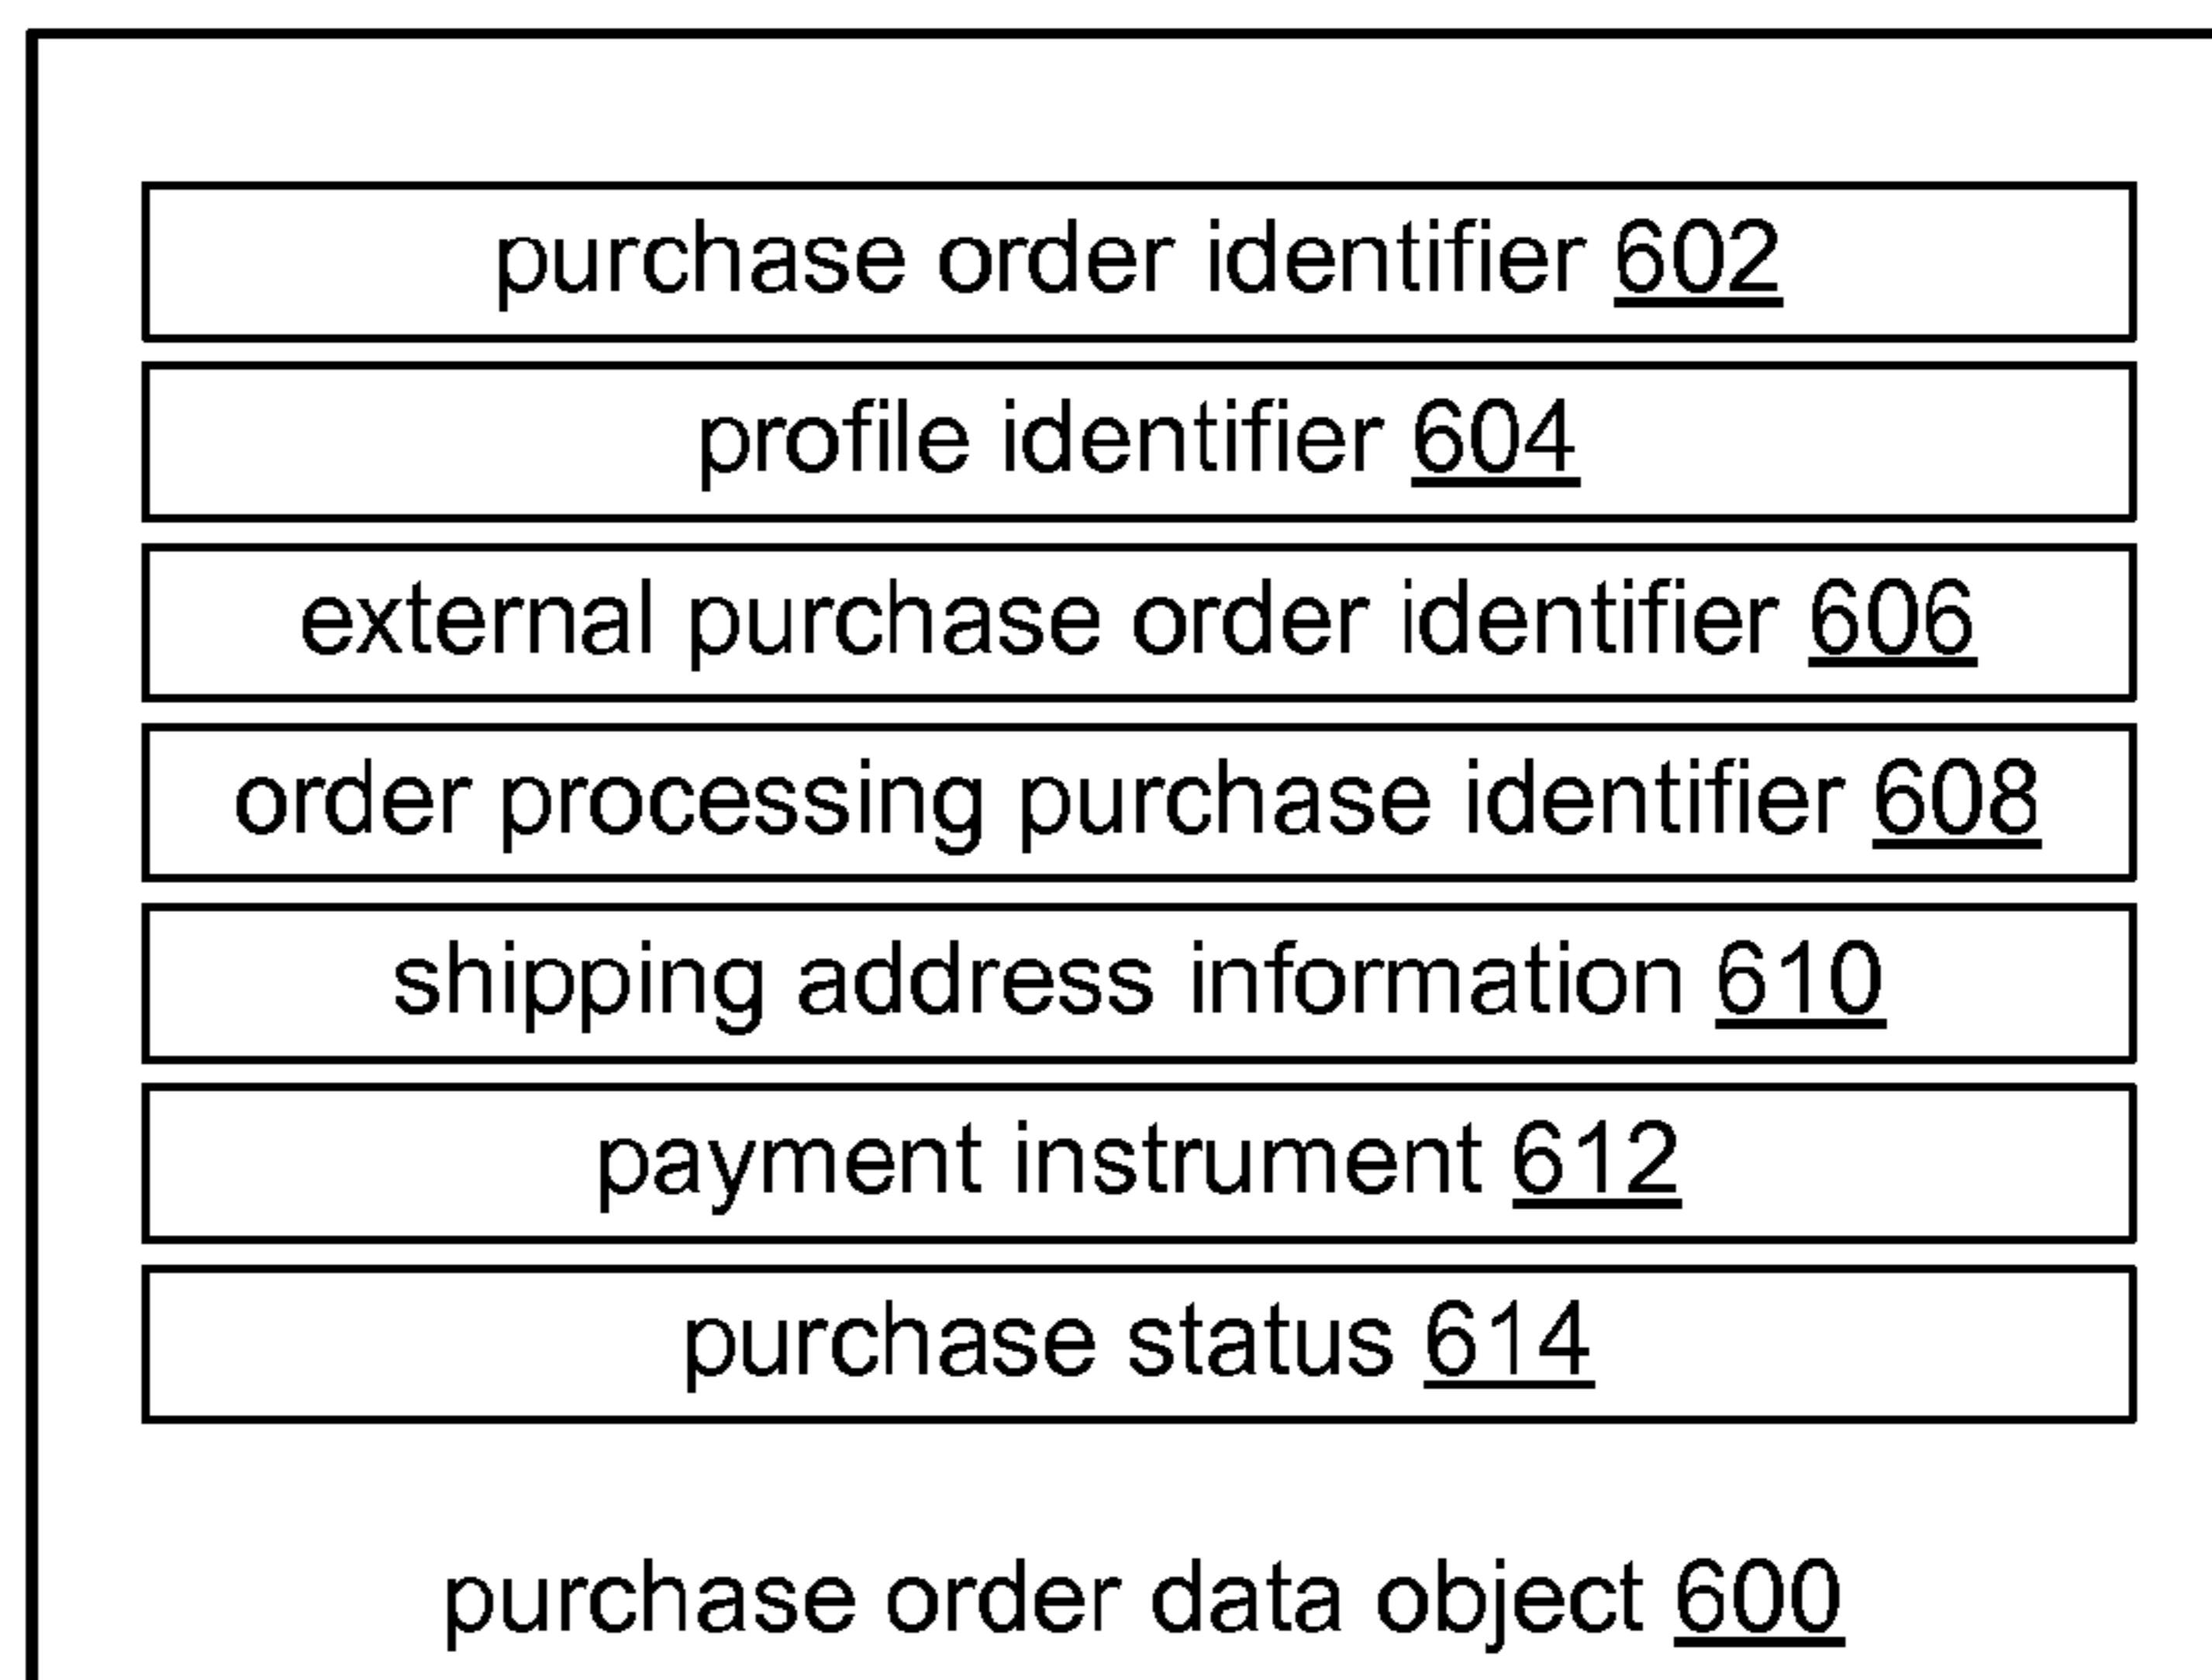 purchase order identifier 602
profile identifier 604
external purchase order identifier 606
order processing purchase identifier 608
shipping address information 610
payment instrument 612
purchase status 614
purchase order data object 600